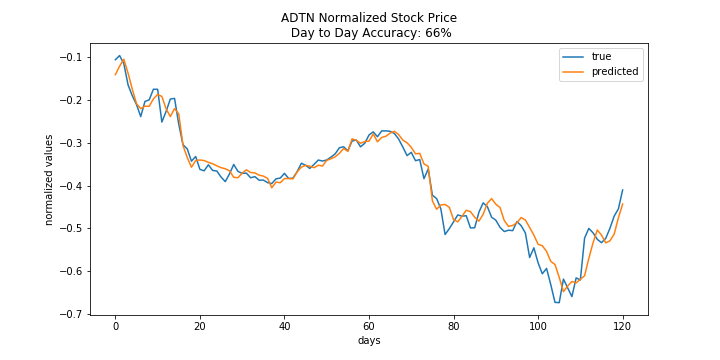 ADTN Normalized Stock Price
Day to Day Accuracy: 66%
true
predicted
normalized values
−0.1
−0.2
−0.3
−0.4
−0.5
−0.6
−0.7
0
20
40
60
80
100
120
days